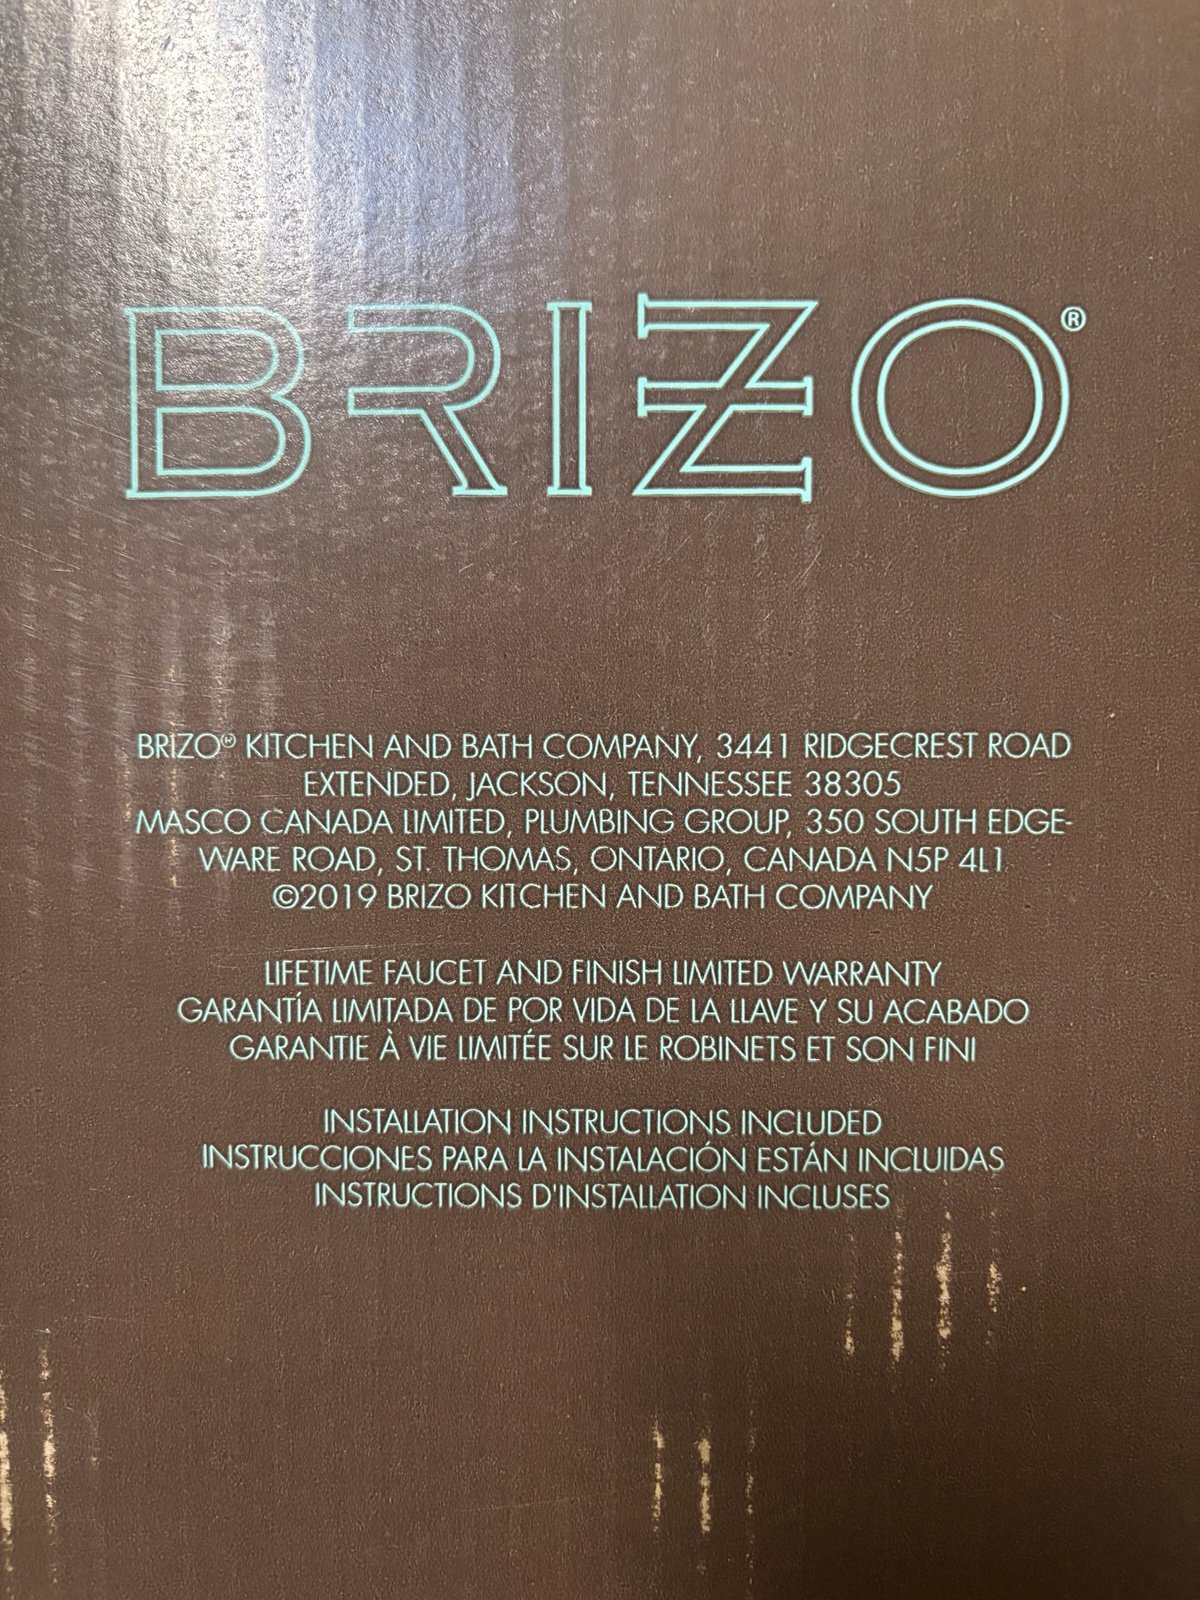 BRIZO®
BRIZO® KITCHEN AND BATH COMPANY, 3441 RIDGECREST ROAD
EXTENDED, JACKSON, TENNESSEE 38305
MASCO CANADA LIMITED, PLUMBING GROUP, 350 SOUTH EDGE-
WARE ROAD, ST. THOMAS, ONTARIO, CANADA N5P 4L1
©2019 BRIZO KITCHEN AND BATH COMPANY
LIFETIME FAUCET AND FINISH LIMITED WARRANTY
GARANTÍA LIMITADA DE POR VIDA DE LA LLAVE Y SU ACABADO
GARANTIE À VIE LIMITÉE SUR LE ROBINETS ET SON FINI
INSTALLATION INSTRUCTIONS INCLUDED
INSTRUCCIONES PARA LA INSTALACIÓN ESTÁN INCLUIDAS
INSTRUCTIONS D'INSTALLATION INCLUSES